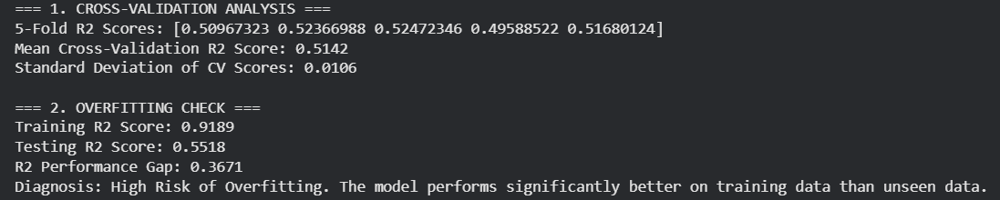 === 1. CROSS-VALIDATION ANALYSIS ===
5-Fold R2 Scores: [0.50967323 0.52366988 0.52472346 0.49588522 0.51680124]
Mean Cross-Validation R2 Score: 0.5142
Standard Deviation of CV Scores: 0.0106

=== 2. OVERFITTING CHECK ===
Training R2 Score: 0.9189
Testing R2 Score: 0.5518
R2 Performance Gap: 0.3671
Diagnosis: High Risk of Overfitting. The model performs significantly better on training data than unseen data.